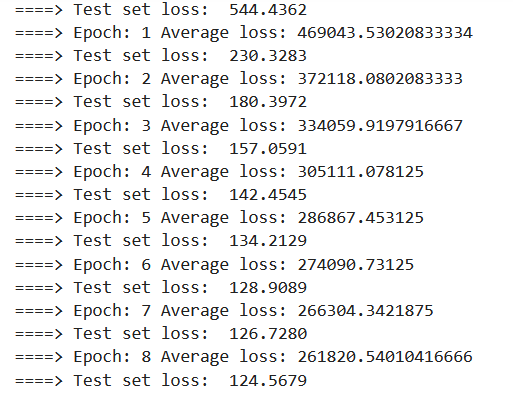 ====> Test set loss:  544.4362
====> Epoch: 1 Average loss: 469043.53020833334
====> Test set loss:  230.3283
====> Epoch: 2 Average loss: 372118.0802083333
====> Test set loss:  180.3972
====> Epoch: 3 Average loss: 334059.9197916667
====> Test set loss:  157.0591
====> Epoch: 4 Average loss: 305111.078125
====> Test set loss:  142.4545
====> Epoch: 5 Average loss: 286867.453125
====> Test set loss:  134.2129
====> Epoch: 6 Average loss: 274090.73125
====> Test set loss:  128.9089
====> Epoch: 7 Average loss: 266304.3421875
====> Test set loss:  126.7280
====> Epoch: 8 Average loss: 261820.54010416666
====> Test set loss:  124.5679